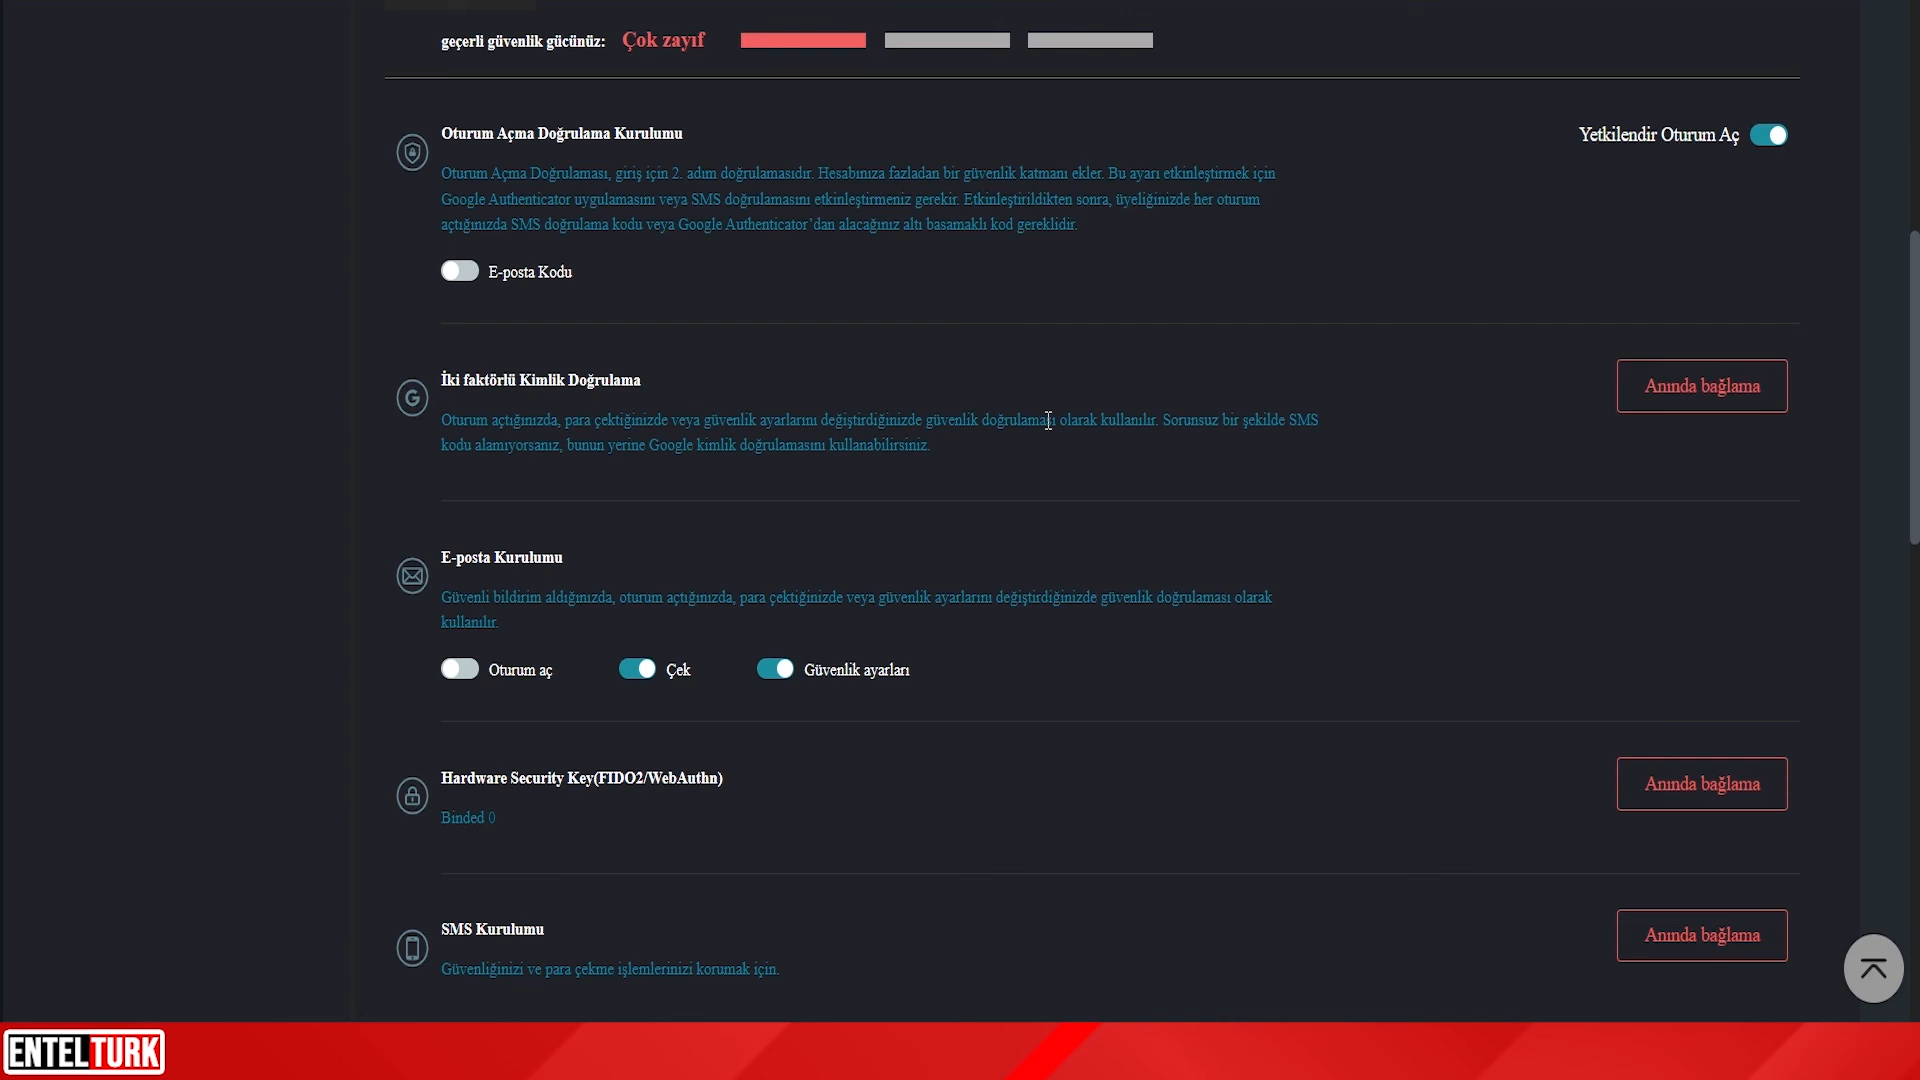 geçerli güvenlik gücünüz: Çok zayıf
Oturum Açma Doğrulama Kurulumu
Yetkilendir Oturum Aç
Oturum Açma Doğrulaması, giriş için 2. adım doğrulamasıdır. Hesabınıza fazladan bir güvenlik katmanı ekler. Bu ayarı etkinleştirmek için
Google Authenticator uygulamasını veya SMS doğrulamasını etkinleştirmeniz gerekir. Etkinleştirildikten sonra, üyeliğinizde her oturum
açtığınızda SMS doğrulama kodu veya Google Authenticator’dan alacağınız altı basamaklı kod gereklidir.
E-posta Kodu
İki faktörlü Kimlik Doğrulama
Anında bağlama
Oturum açtığınızda, para çektiğinizde veya güvenlik ayarlarını değiştirdiğinizde güvenlik doğrulaması olarak kullanılır. Sorunsuz bir şekilde SMS
kodu alamıyorsanız, bunun yerine Google kimlik doğrulamasını kullanabilirsiniz.
E-posta Kurulumu
Güvenli bildirim aldığınızda, oturum açtığınızda, para çektiğinizde veya güvenlik ayarlarını değiştirdiğinizde güvenlik doğrulaması olarak
kullanılır.
Oturum aç Çek Güvenlik ayarları
Hardware Security Key(FIDO2/WebAuthn)
Anında bağlama
Binded 0
SMS Kurulumu
Anında bağlama
Güvenliğinizi ve para çekme işlemlerinizi korumak için.
ENTELTURK